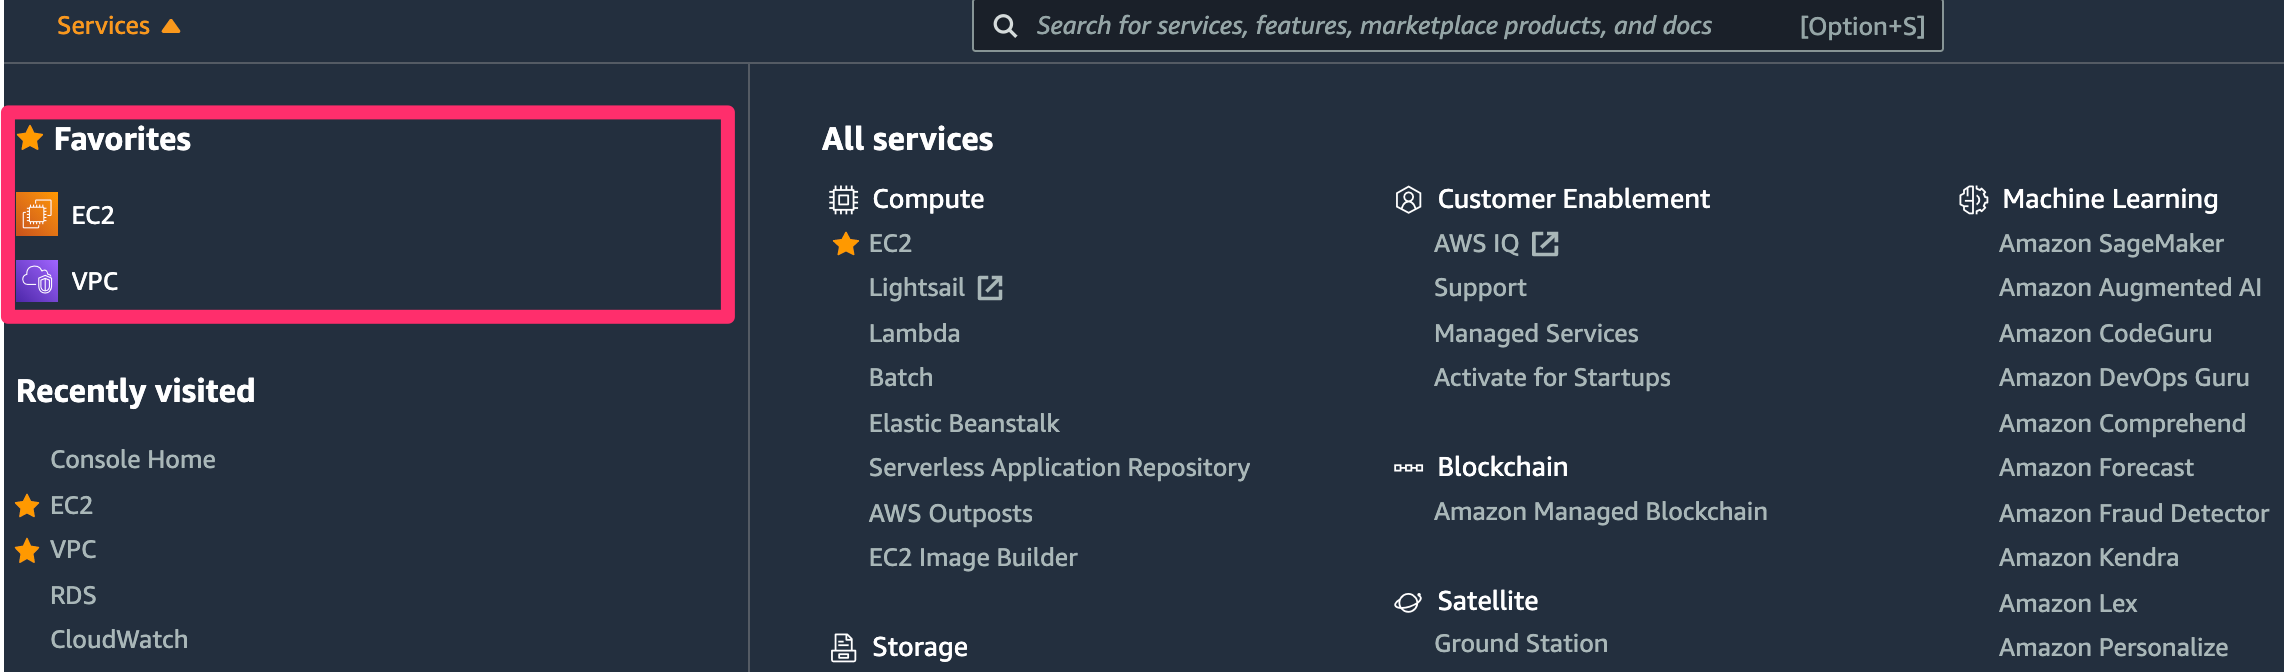 Services
Search for services, features, marketplace products, and docs [Option+S]
Favorites
EC2
VPC
Recently visited
Console Home
EC2
VPC
RDS
CloudWatch
All services
Compute
EC2
Lightsail
Lambda
Batch
Elastic Beanstalk
Serverless Application Repository
AWS Outposts
EC2 Image Builder
Storage
Customer Enablement
AWS IQ
Support
Managed Services
Activate for Startups
Blockchain
Amazon Managed Blockchain
Satellite
Ground Station
Machine Learning
Amazon SageMaker
Amazon Augmented AI
Amazon CodeGuru
Amazon DevOps Guru
Amazon Comprehend
Amazon Forecast
Amazon Fraud Detector
Amazon Kendra
Amazon Lex
Amazon Personalize